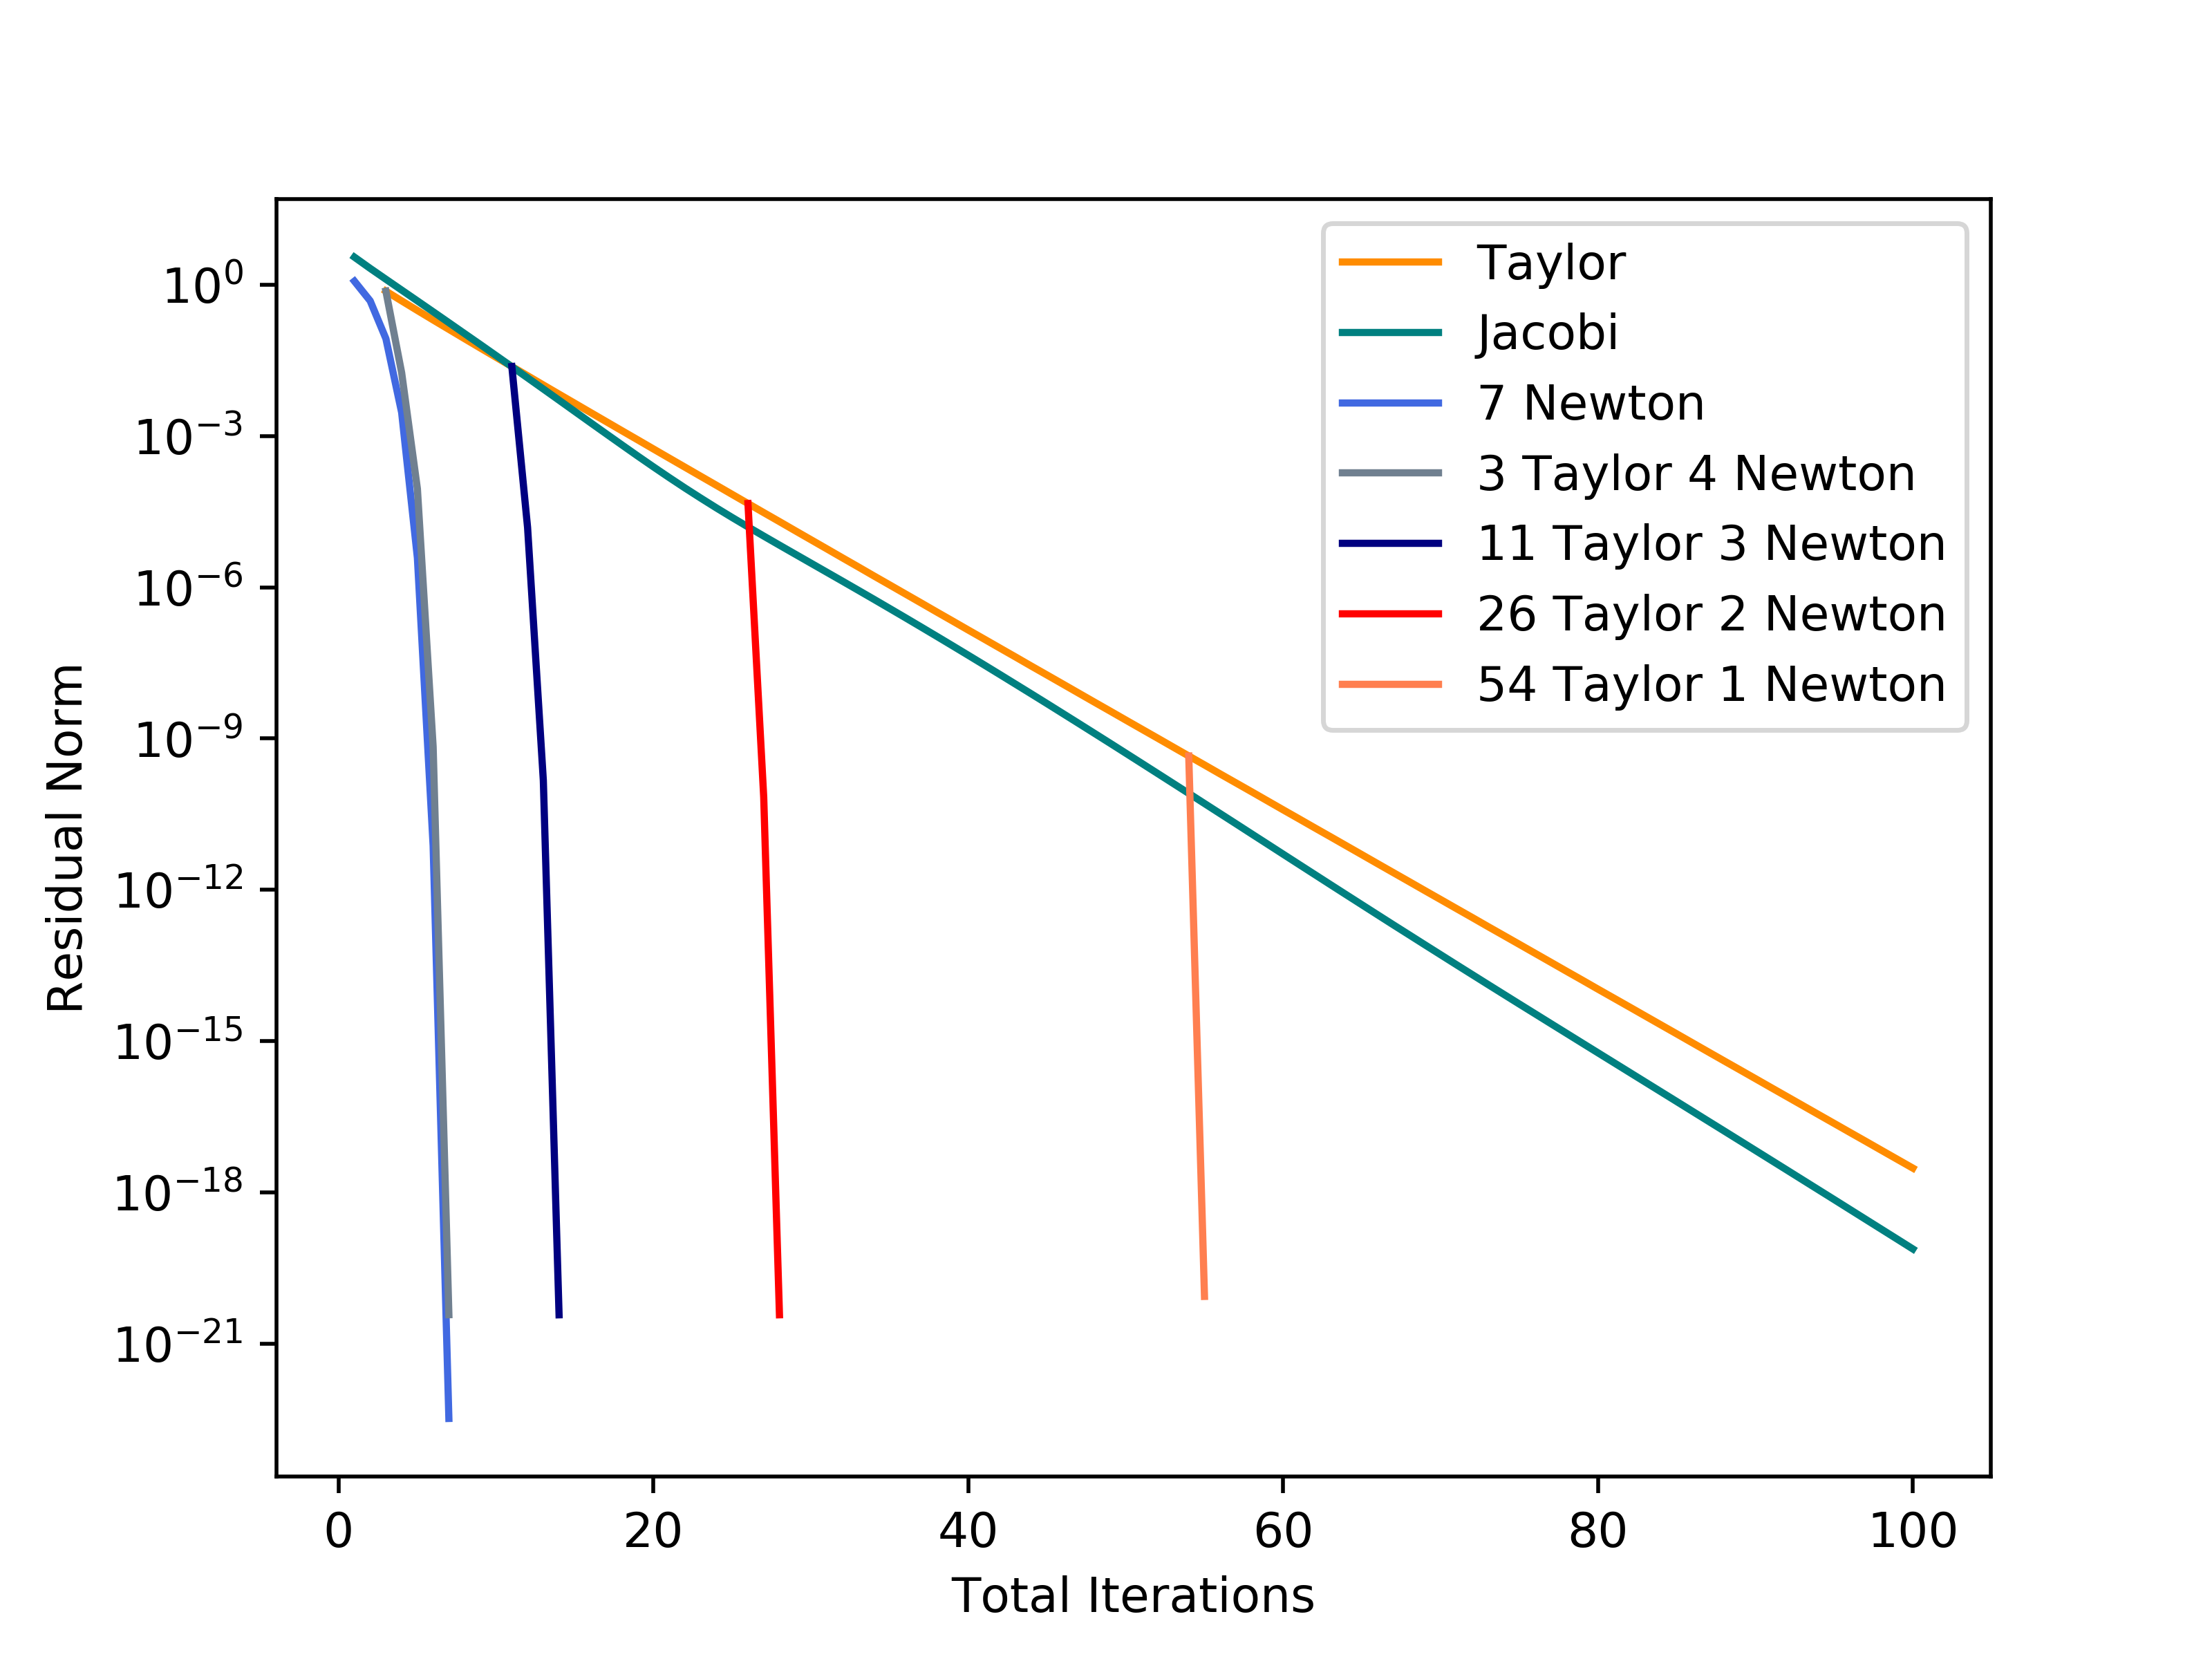 Taylor
Jacobi
7 Newton
3 Taylor 4 Newton
11 Taylor 3 Newton
26 Taylor 2 Newton
54 Taylor 1 Newton
10⁰
10⁻³
10⁻⁶
10⁻⁹
10⁻¹²
10⁻¹⁵
10⁻¹⁸
10⁻²¹
Residual Norm
0 20 40 60 80 100
Total Iterations